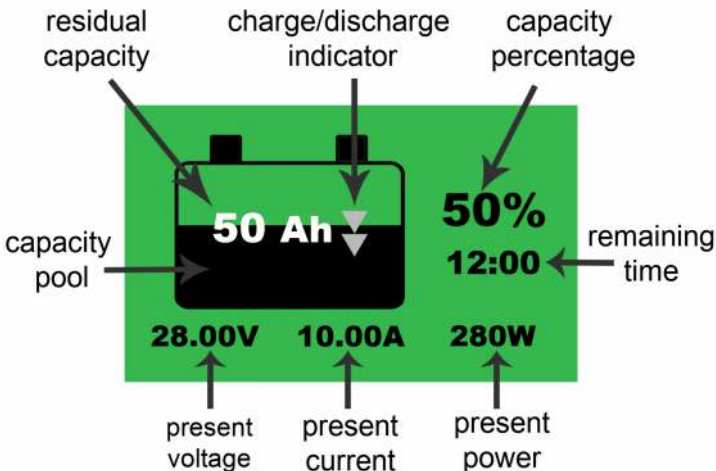 residual
capacity
charge/discharge
indicator
capacity
percentage
50 Ah
50%
12:00
capacity
pool
remaining
time
28.00V
10.00A
280W
present
voltage
present
current
present
power